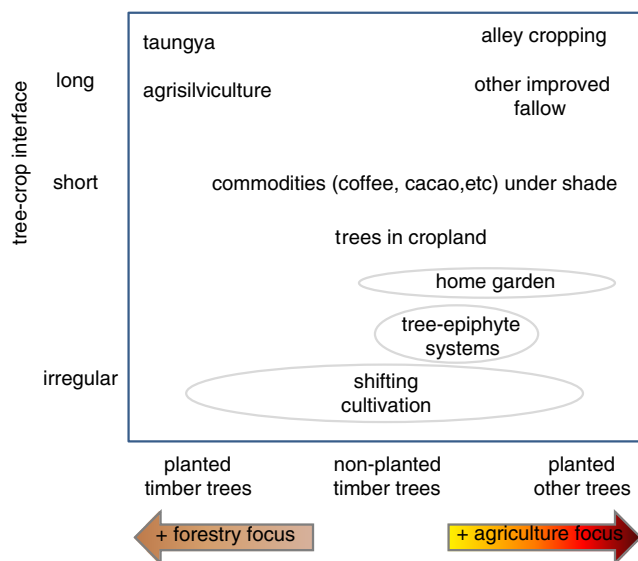 taungya
alley cropping
tree-crop interface
long
agrisilviculture
other improved
fallow
short
commodities (coffee, cacao,etc) under shade
trees in cropland
home garden
tree-epiphyte
systems
irregular
shifting
cultivation
planted
timber trees
non-planted
timber trees
planted
other trees
+ forestry focus
+ agriculture focus